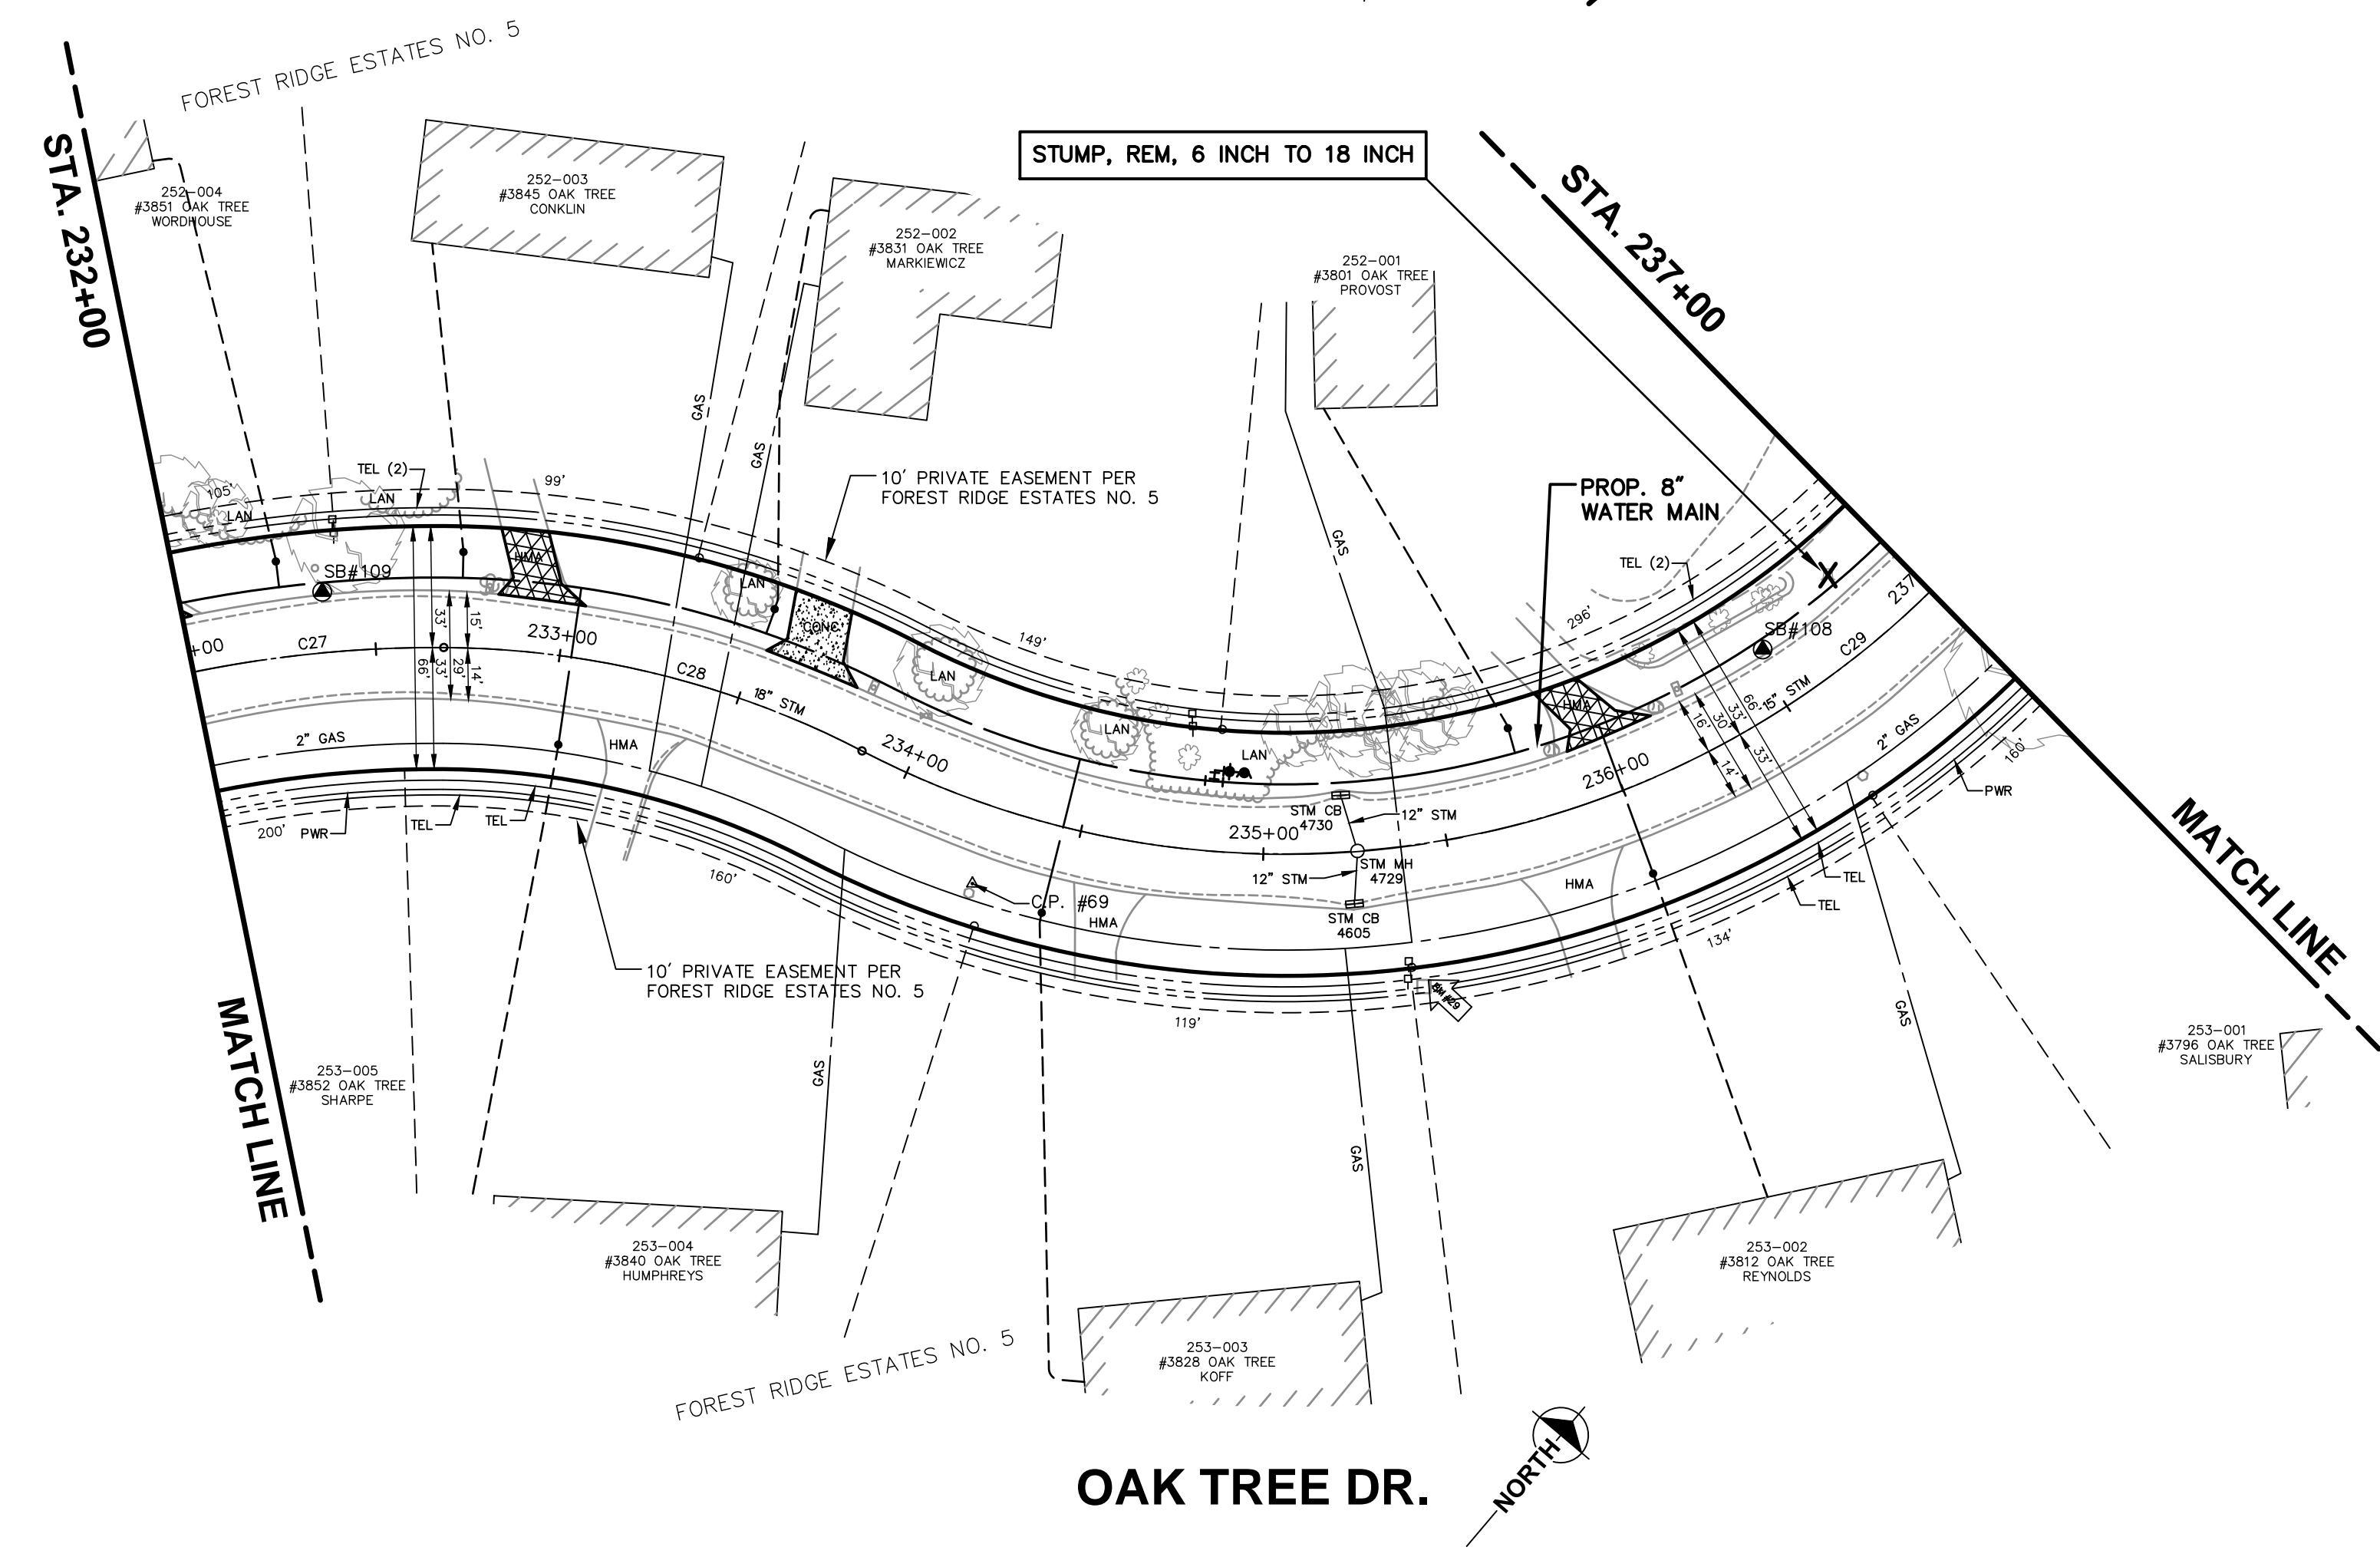 FOREST RIDGE ESTATES NO. 5
STA. 232+00
252-004
#3851 OAK TREE
WORDHOUSE
252-003
#3845 OAK TREE
CONKLIN
252-002
#3831 OAK TREE
MARKIEWICZ
STUMP, REM, 6 INCH TO 18 INCH
252-001
#3801 OAK TREE
PROVOST
STA. 237+00
GAS
GAS
GAS
TEL (2)
105'
LAN
LAN
99'
10' PRIVATE EASEMENT PER
FOREST RIDGE ESTATES NO. 5
PROP. 8"
WATER MAIN
TEL (2)
SB#109
HMA
LAN
CONC
LAN
149'
LAN
LAN
296'
HMA
SB#108
237
+00
C27
33'
15'
66'
33'
29'
14'
233+00
C28
18" STM
234+00
235+00
236+00
C29
15" STM
66'
33'
30'
16'
14'
33'
2" GAS
HMA
STM CB
4730
12" STM
STM MH
4729
12" STM
STM CB
4605
HMA
2" GAS
160'
PWR
TEL
TEL
134'
200'
PWR
TEL
TEL
160'
C.P. #69
HMA
119'
10' PRIVATE EASEMENT PER
FOREST RIDGE ESTATES NO. 5
MATCH LINE
MATCH LINE
253-005
#3852 OAK TREE
SHARPE
GAS
GAS
GAS
253-001
#3796 OAK TREE
SALISBURY
253-004
#3840 OAK TREE
HUMPHREYS
253-003
#3828 OAK TREE
KOFF
253-002
#3812 OAK TREE
REYNOLDS
FOREST RIDGE ESTATES NO. 5
OAK TREE DR.
NORTH